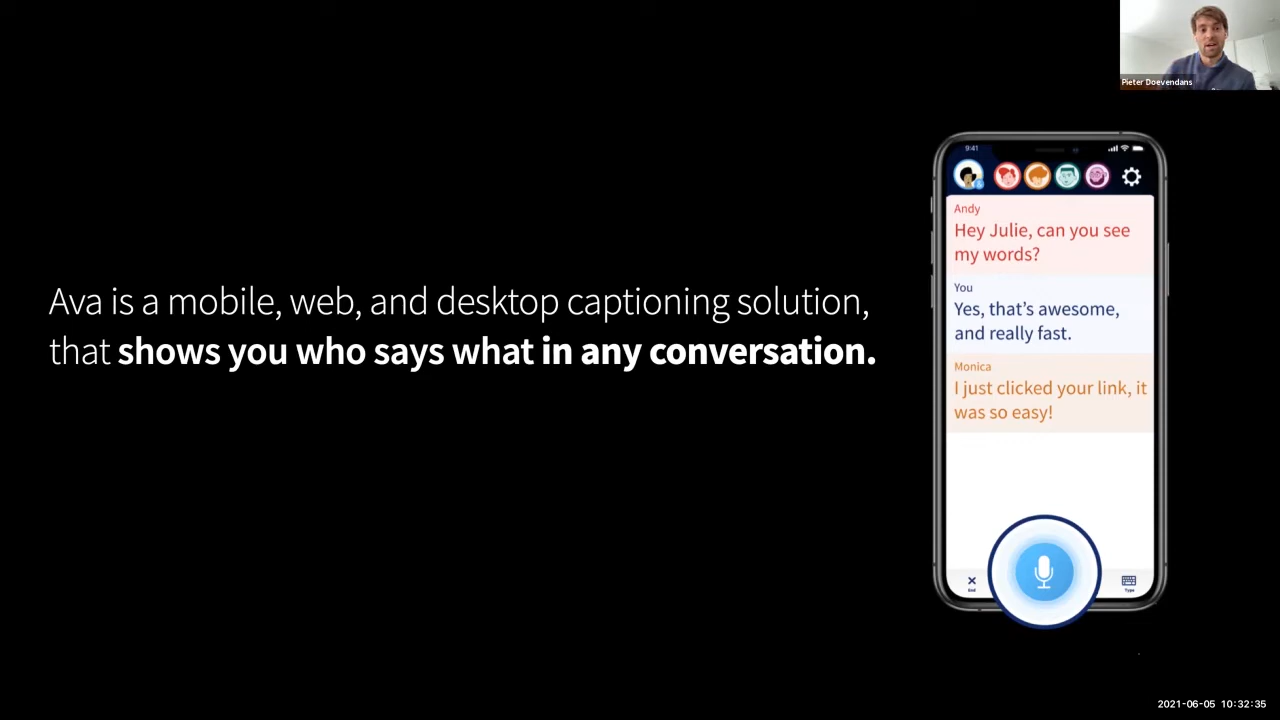 Pieter Doevendans
Ava is a mobile, web, and desktop captioning solution,
that shows you who says what in any conversation.
9:41
Andy
Hey Julie, can you see
my words?
You
Yes, that’s awesome,
and really fast.
Monica
I just clicked your link, it
was so easy!
End
Type
2021-06-05 10:32:35